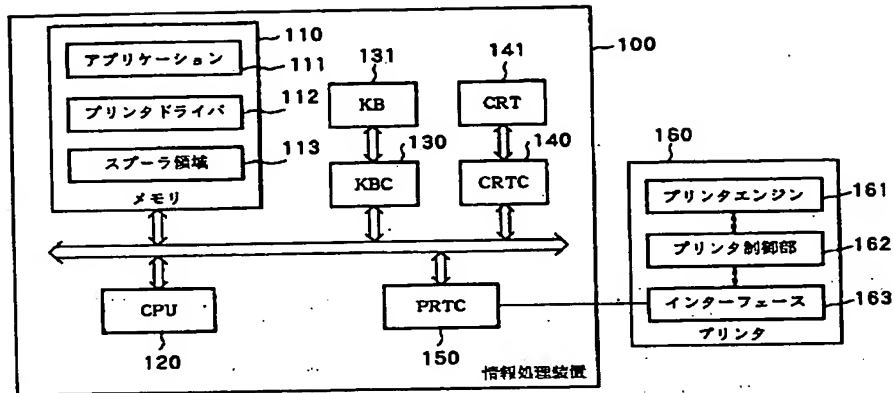 110
アプリケーション
111
プリンタドライバ
112
スプーラ領域
113
メモリ
131
KB
130
KBC
141
CRT
140
CRTC
100
CPU
120
PRTC
150
情報処理装置
160
プリンタエンジン
161
プリンタ制御部
162
インターフェース
163
プリンタ